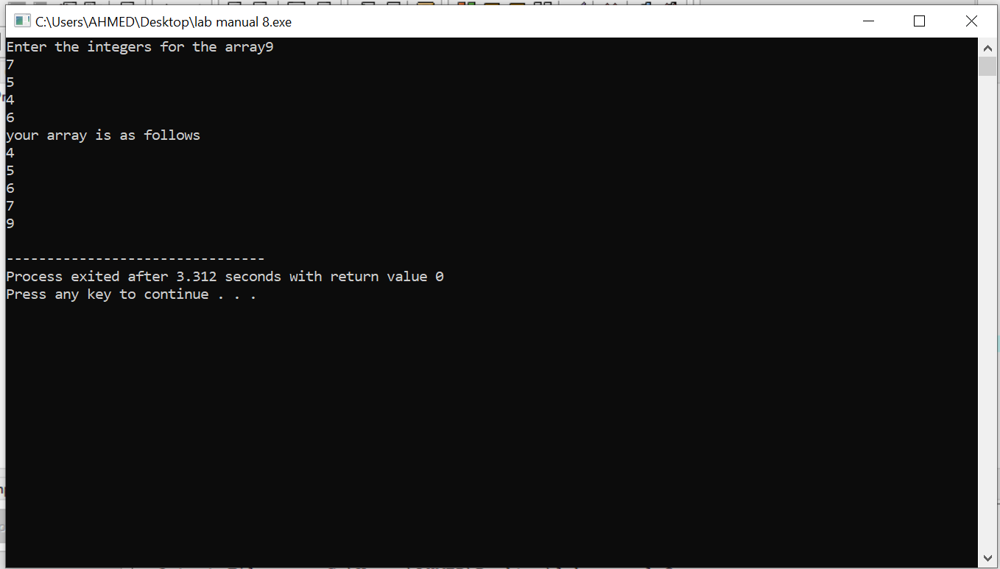 C:\Users\AHMED\Desktop\lab manual 8.exe
Enter the integers for the array9
7
5
4
6
your array is as follows
4
5
6
7
9
--------------------------------
Process exited after 3.312 seconds with return value 0
Press any key to continue . . .